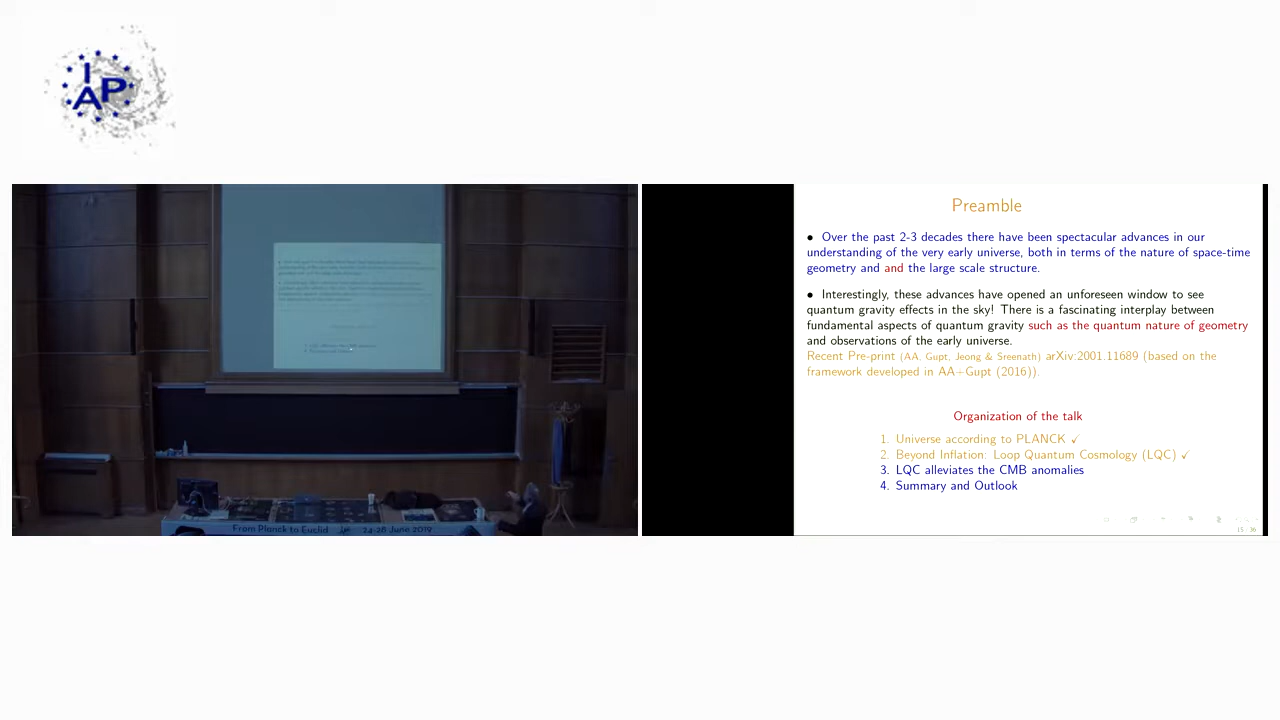 I
AP
From Planck to Euclid
24-26 June 2019
Preamble
• Over the past 2-3 decades there have been spectacular advances in our
understanding of the very early universe, both in terms of the nature of space-time
geometry and and the large scale structure.
• Interestingly, these advances have opened an unforeseen window to see
quantum gravity effects in the sky! There is a fascinating interplay between
fundamental aspects of quantum gravity such as the quantum nature of geometry
and observations of the early universe.
Recent Pre-print (AA, Gupt, Jeong & Sreenath) arXiv:2001.11689 (based on the
framework developed in AA+Gupt (2016)).
Organization of the talk
1. Universe according to PLANCK ✓
2. Beyond Inflation: Loop Quantum Cosmology (LQC) ✓
3. LQC alleviates the CMB anomalies
4. Summary and Outlook
15 36